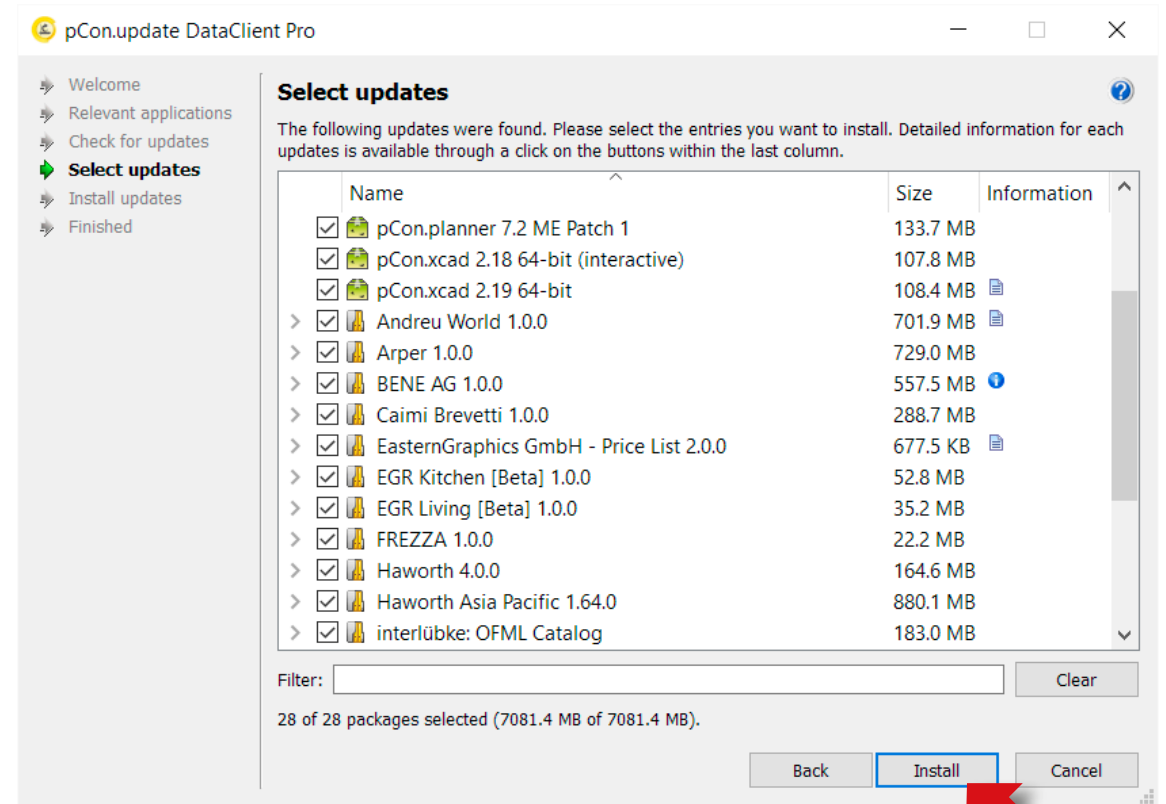 pCon.update DataClient Pro
Welcome
Relevant applications
Check for updates
Select updates
Install updates
Finished
Select updates
The following updates were found. Please select the entries you want to install. Detailed information for each
updates is available through a click on the buttons within the last column.
Name Size Information
pCon.planner 7.2 ME Patch 1 133.7 MB
pCon.xcad 2.18 64-bit (interactive) 107.8 MB
pCon.xcad 2.19 64-bit 108.4 MB
Andreu World 1.0.0 701.9 MB
Arper 1.0.0 729.0 MB
BENE AG 1.0.0 557.5 MB
Caimi Brevetti 1.0.0 288.7 MB
EasternGraphics GmbH - Price List 2.0.0 677.5 KB
EGR Kitchen [Beta] 1.0.0 52.8 MB
EGR Living [Beta] 1.0.0 35.2 MB
FREZZA 1.0.0 22.2 MB
Haworth 4.0.0 164.6 MB
Haworth Asia Pacific 1.64.0 880.1 MB
interlübke: OFML Catalog 183.0 MB
Filter: Clear
28 of 28 packages selected (7081.4 MB of 7081.4 MB).
Back Install Cancel